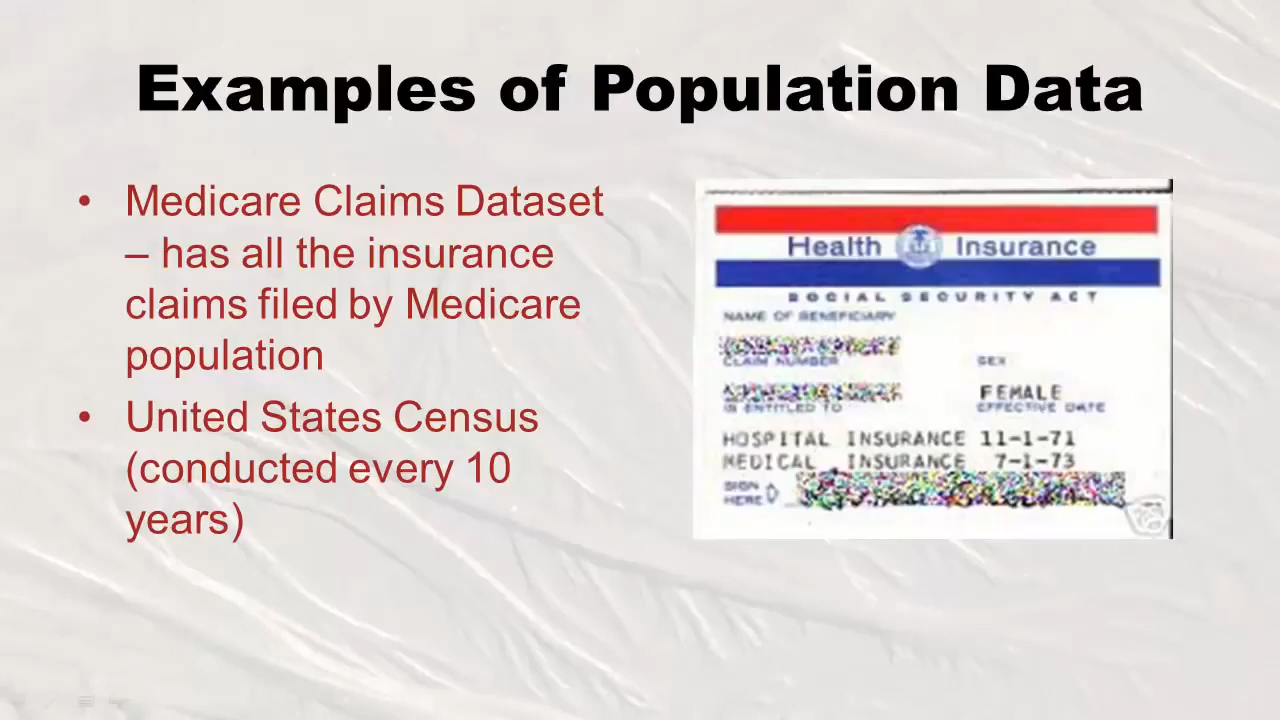 Examples of Population Data
• Medicare Claims Dataset
– has all the insurance
claims filed by Medicare
population
• United States Census
(conducted every 10
years)
Health Insurance
SOCIAL SECURITY ACT
NAME OF BENEFICIARY
CLAIM NUMBER SEX
FEMALE
IS ENTITLED TO EFFECTIVE DATE
HOSPITAL INSURANCE 11-1-71
MEDICAL INSURANCE 7-1-73
SIGN
HERE